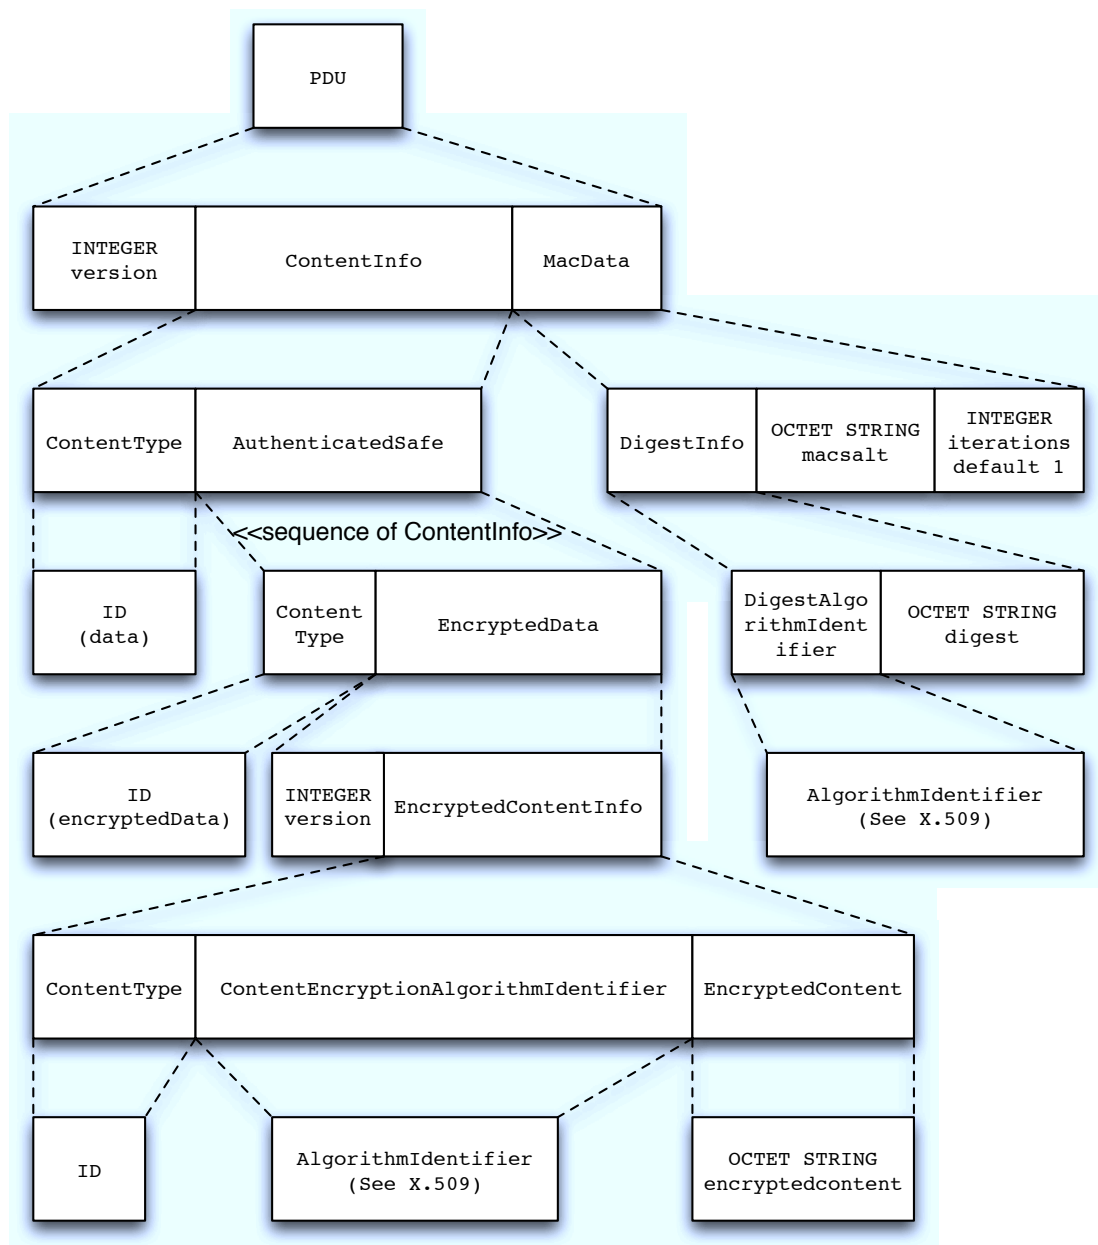 PDU
INTEGER
version
ContentInfo
MacData
ContentType
AuthenticatedSafe
DigestInfo
OCTET STRING
macsalt
INTEGER
iterations
default 1
<<sequence of ContentInfo>>
ID
(data)
Content
Type
EncryptedData
DigestAlgo
rithmIdent
ifier
OCTET STRING
digest
ID
(encryptedData)
INTEGER
version
EncryptedContentInfo
AlgorithmIdentifier
(See X.509)
ContentType
ContentEncryptionAlgorithmIdentifier
EncryptedContent
ID
AlgorithmIdentifier
(See X.509)
OCTET STRING
encryptedcontent